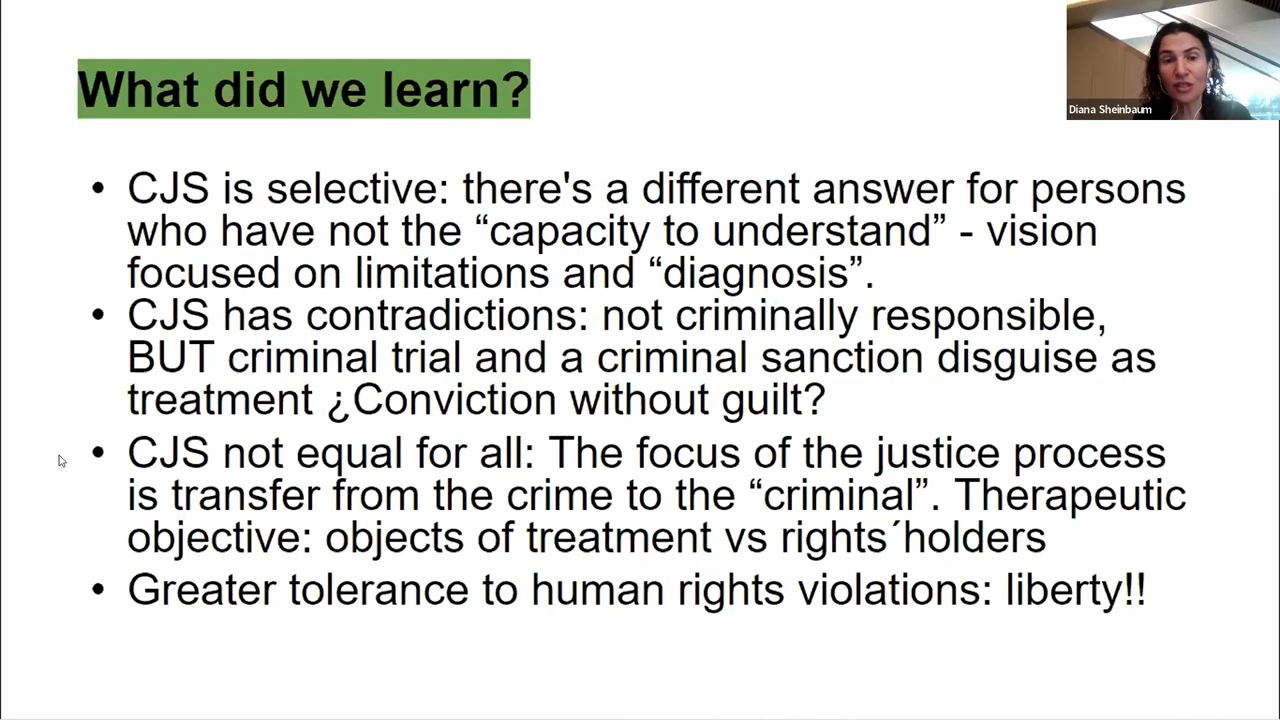 What did we learn?
Diana Sheinbaum
• CJS is selective: there's a different answer for persons
who have not the “capacity to understand” - vision
focused on limitations and “diagnosis”.
• CJS has contradictions: not criminally responsible,
BUT criminal trial and a criminal sanction disguise as
treatment ¿Conviction without guilt?
• CJS not equal for all: The focus of the justice process
is transfer from the crime to the “criminal”. Therapeutic
objective: objects of treatment vs rights´holders
• Greater tolerance to human rights violations: liberty!!